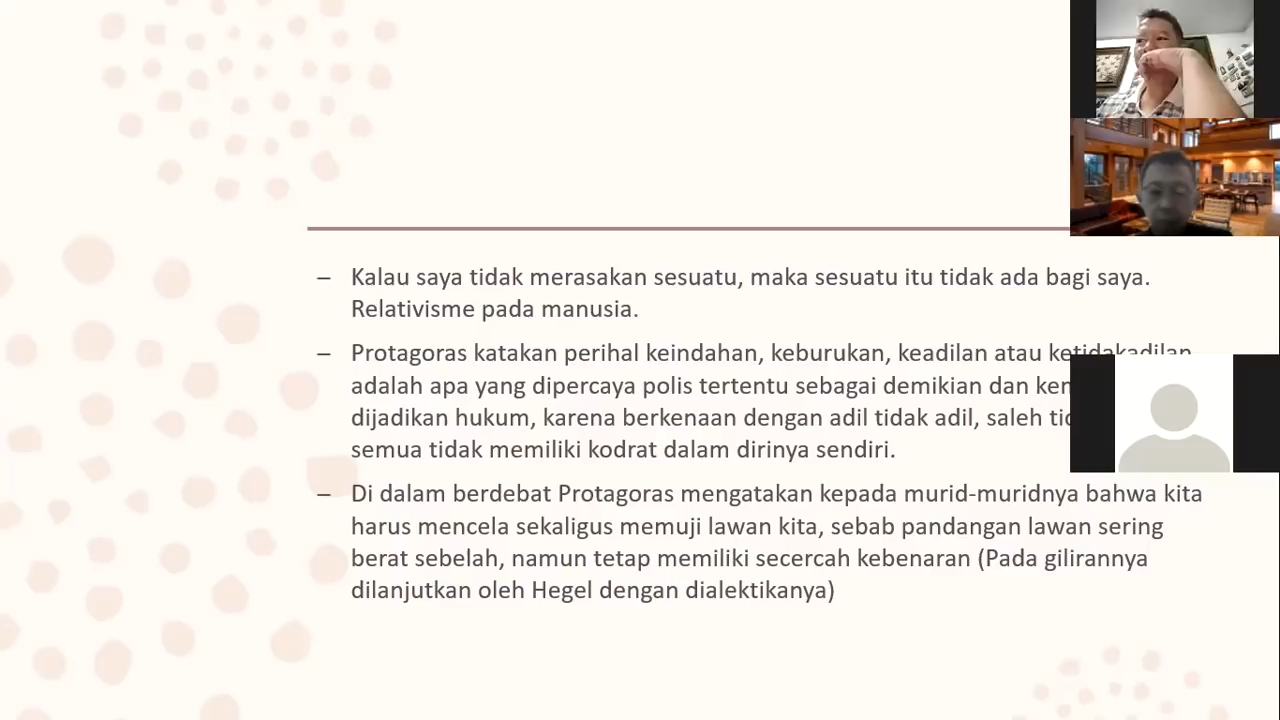 – Kalau saya tidak merasakan sesuatu, maka sesuatu itu tidak ada bagi saya.
Relativisme pada manusia.
– Protagoras katakan perihal keindahan, keburukan, keadilan atau ketidakadilan
adalah apa yang dipercaya polis tertentu sebagai demikian dan
dijadikan hukum, karena berkenaan dengan adil tidak adil, saleh
semua tidak memiliki kodrat dalam dirinya sendiri.
– Di dalam berdebat Protagoras mengatakan kepada murid-muridnya bahwa kita
harus mencela sekaligus memuji lawan kita, sebab pandangan lawan sering
berat sebelah, namun tetap memiliki secercah kebenaran (Pada gilirannya
dilanjutkan oleh Hegel dengan dialektikanya)